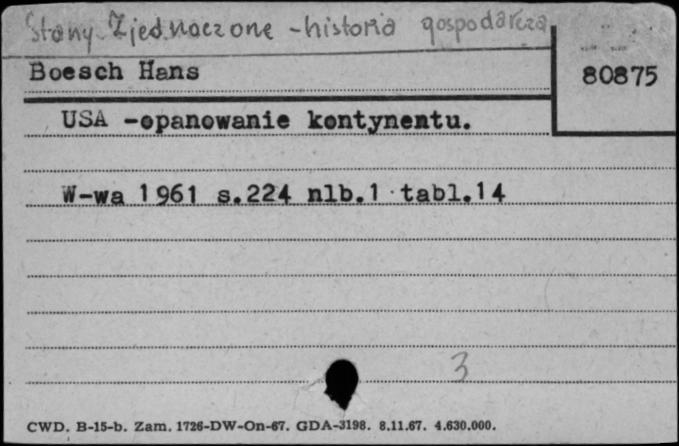 Stany Zjednoczone - historia gospodarcza
Boesch Hans
80875
USA -opanowanie kontynentu.
W-wa 1961 s.224 nlb.1 tabl.14
3
CWD. B-15-b. Zam. 1726-DW-On-67. GDA-3198. 8.11.67. 4.630.000.